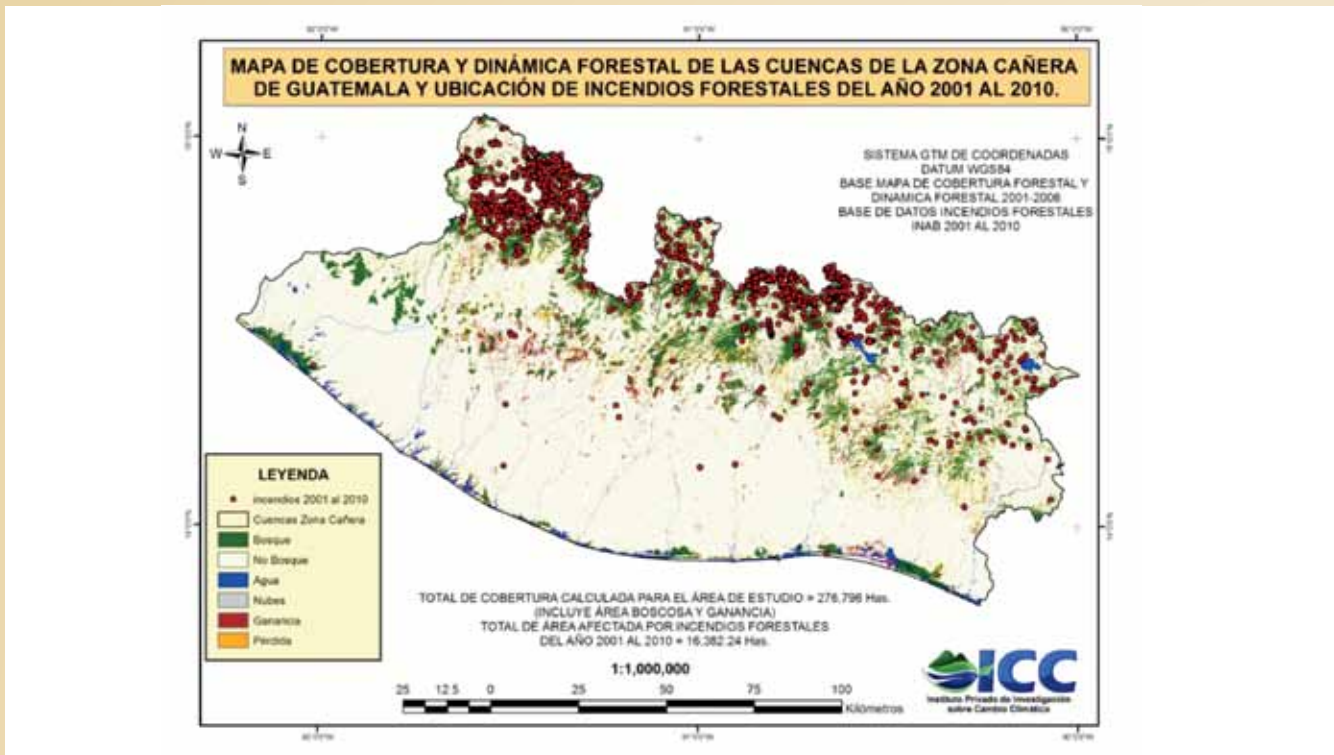 MAPA DE COBERTURA Y DINÁMICA FORESTAL DE LAS CUENCAS DE LA ZONA CAÑERA
DE GUATEMALA Y UBICACIÓN DE INCENDIOS FORESTALES DEL AÑO 2001 AL 2010.
N
W E
S
SISTEMA GTM DE COORDENADAS
DATUM WGS84
BASE MAPA DE COBERTURA FORESTAL Y
DINAMICA FORESTAL 2001-2006
BASE DE DATOS INCENDIOS FORESTALES
INAB 2001 AL 2010
LEYENDA
incendios 2001 al 2010
Cuencas Zona Cañera
Bosque
No Bosque
Agua
Nubes
Ganancia
Pérdida
TOTAL DE COBERTURA CALCULADA PARA EL ÁREA DE ESTUDIO = 276,796 Has.
(INCLUYE ÁREA BOSCOSA Y GANANCIA)
TOTAL DE ÁREA AFECTADA POR INCENDIOS FORESTALES
DEL AÑO 2001 AL 2010 = 16,382.24 Has.
1:1,000,000
25 12.5 0 25 50 75 100
Kilómetros
ICC
Instituto Privado de Investigación
sobre Cambio Climático